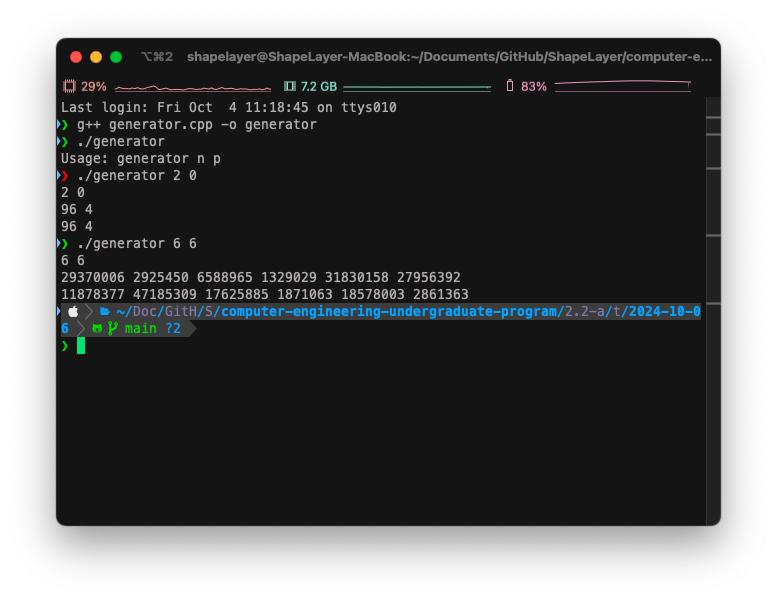 ⌥⌘2 shapelayer@ShapeLayer-MacBook:~/Documents/GitHub/ShapeLayer/computer-e...
29% 7.2 GB 83%
Last login: Fri Oct  4 11:18:45 on ttys010
❯ g++ generator.cpp -o generator
❯ ./generator
Usage: generator n p
❯ ./generator 2 0
2 0
96 4
96 4
❯ ./generator 6 6
6 6
29370006 2925450 6588965 1329029 31830158 27956392
11878377 47185309 17625885 1871063 18578003 2861363
~/Doc/GitH/S/computer-engineering-undergraduate-program/2.2-a/t/2024-10-0
6 main ?2
❯